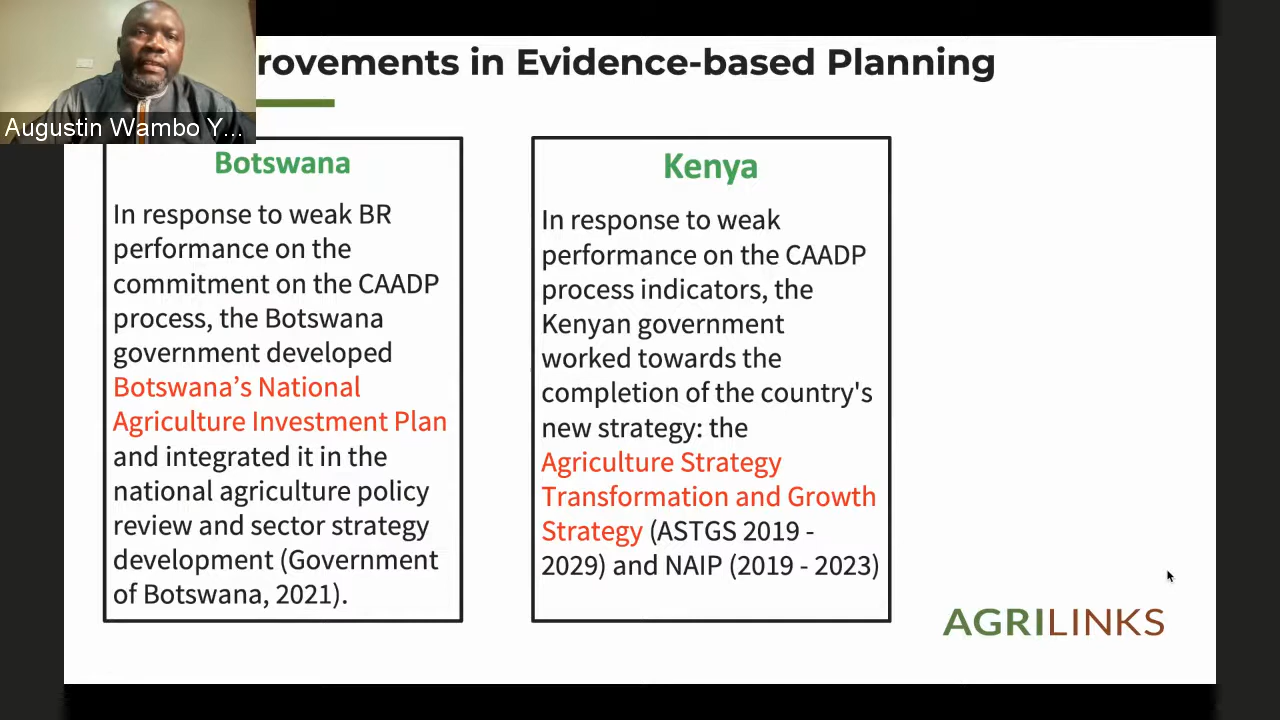 rovements in Evidence-based Planning
Augustin Wambo Y...
Botswana
In response to weak BR
performance on the
commitment on the CAADP
process, the Botswana
government developed
Botswana’s National
Agriculture Investment Plan
and integrated it in the
national agriculture policy
review and sector strategy
development (Government
of Botswana, 2021).
Kenya
In response to weak
performance on the CAADP
process indicators, the
Kenyan government
worked towards the
completion of the country's
new strategy: the
Agriculture Strategy
Transformation and Growth
Strategy (ASTGS 2019 -
2029) and NAIP (2019 - 2023)
AGRILINKS